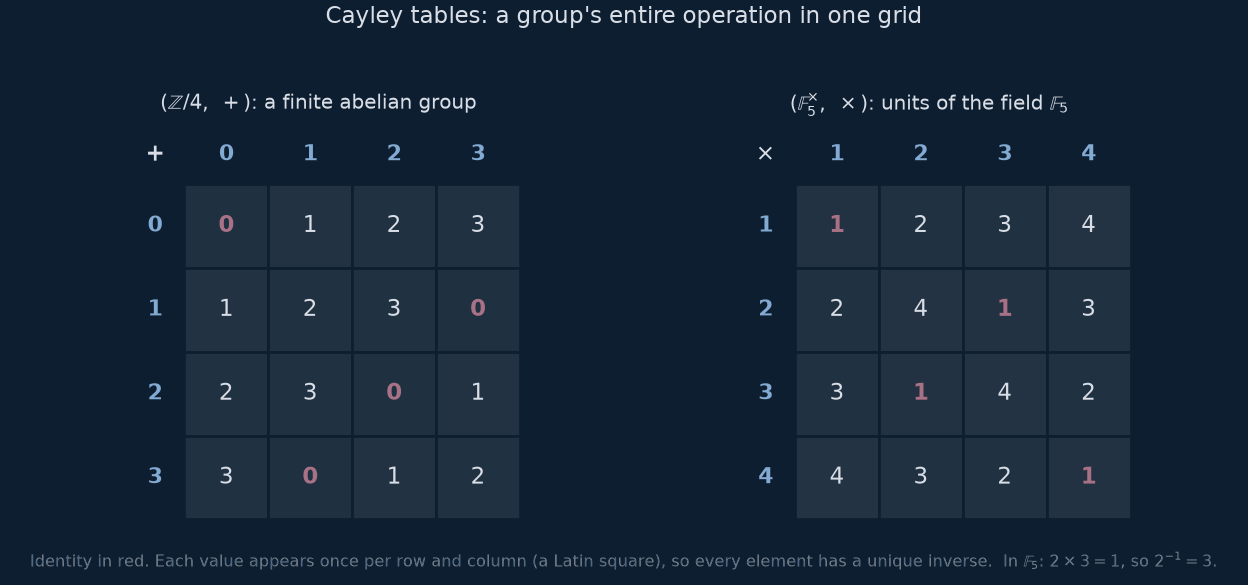 Cayley tables: a group's entire operation in one grid
(ℤ/4, +): a finite abelian group
+ 0 1 2 3
0 0 1 2 3
1 1 2 3 0
2 2 3 0 1
3 3 0 1 2
(𝔽₅ˣ, ×): units of the field 𝔽₅
× 1 2 3 4
1 1 2 3 4
2 2 4 1 3
3 3 1 4 2
4 4 3 2 1
Identity in red. Each value appears once per row and column (a Latin square), so every element has a unique inverse. In 𝔽₅: 2 × 3 = 1, so 2⁻¹ = 3.